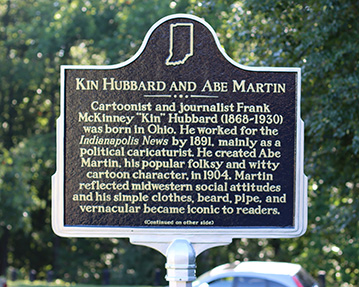 KIN HUBBARD AND ABE MARTIN
Cartoonist and journalist Frank
McKinney "Kin" Hubbard (1868-1930)
was born in Ohio. He worked for the
Indianapolis News by 1891, mainly as a
political caricaturist. He created Abe
Martin, his popular folksy and witty
cartoon character, in 1904. Martin
reflected midwestern social attitudes
and his simple clothes, beard, pipe, and
vernacular became iconic to readers.
(Continued on other side)